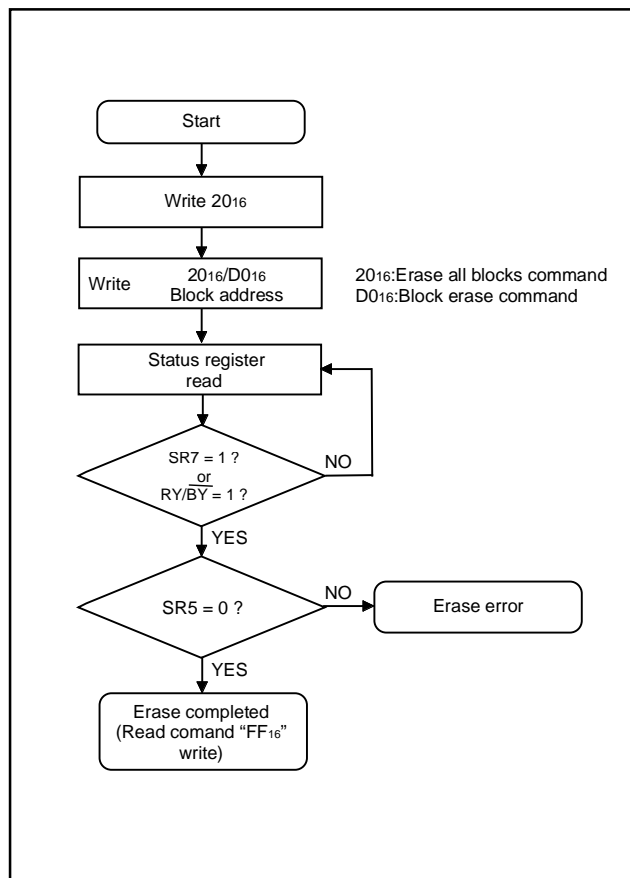 Start
Write 20₁₆
20₁₆/D0₁₆
Write Block address
20₁₆:Erase all blocks command
D0₁₆:Block erase command
Status register
read
SR7 = 1 ?
or
RY/B̅Y̅ = 1 ?
NO
YES
SR5 = 0 ?
NO
Erase error
YES
Erase completed
(Read comand “FF₁₆”
write)